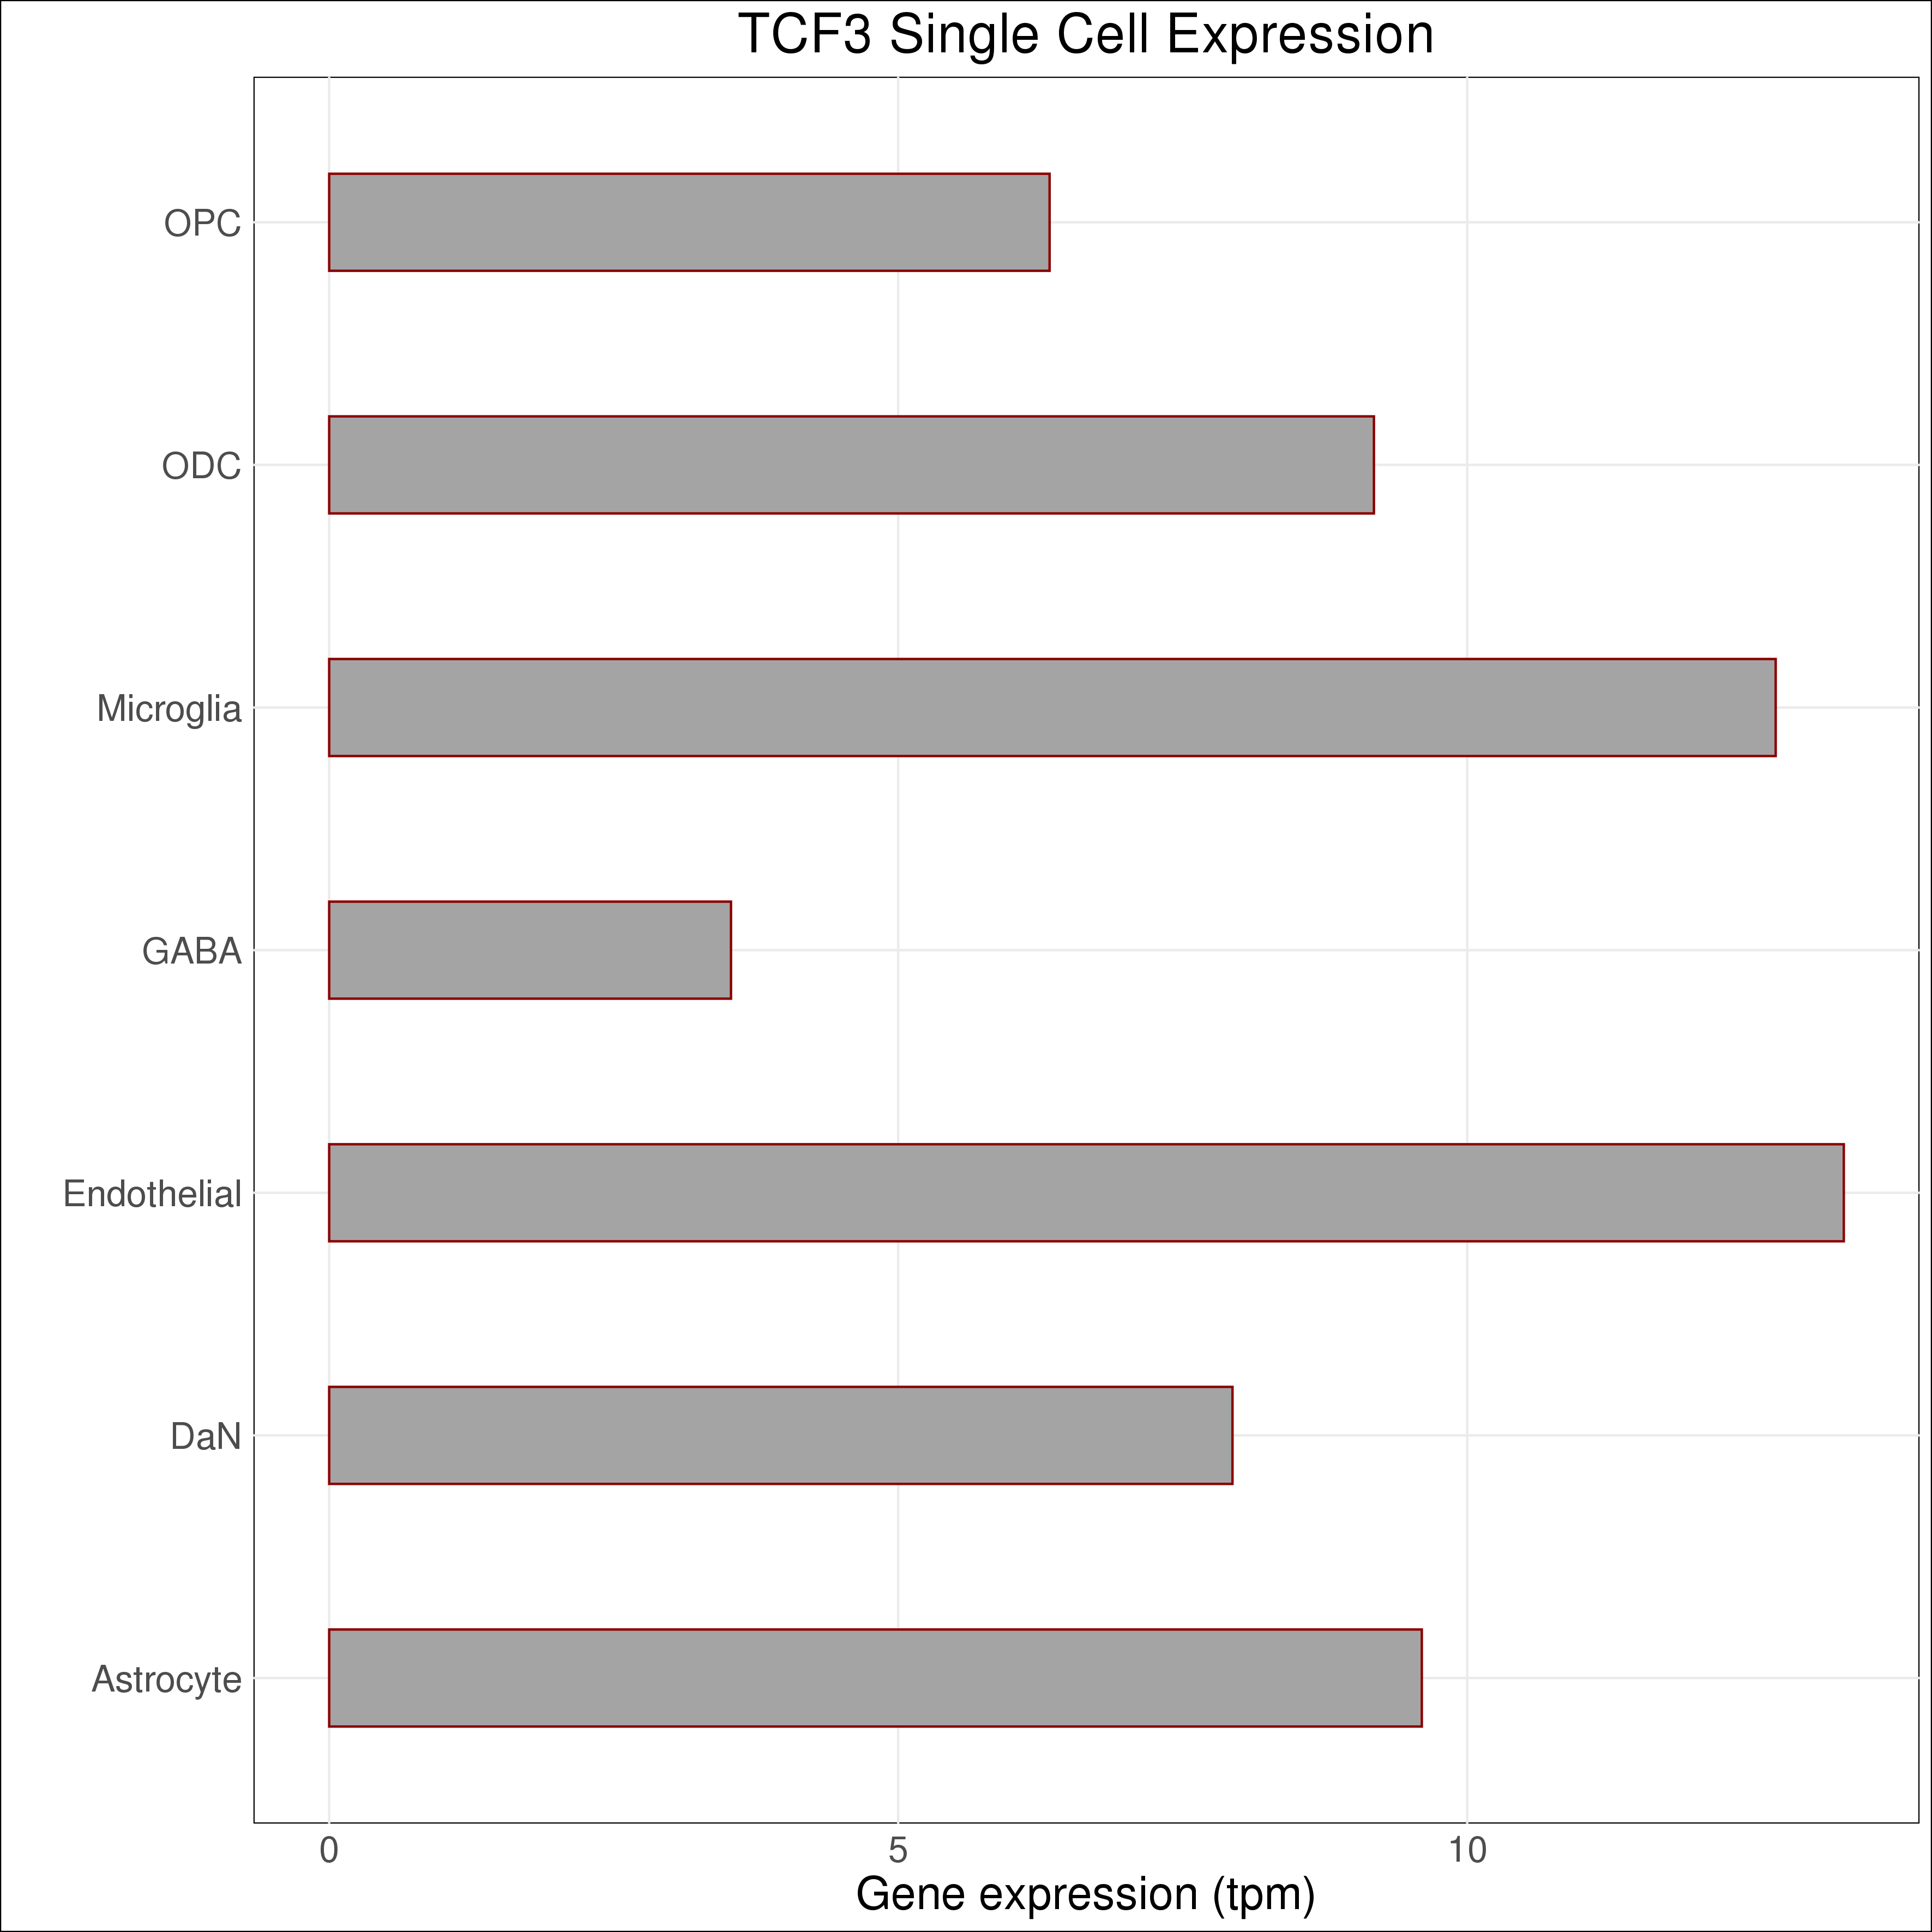 TCF3 Single Cell Expression
OPC
ODC
Microglia
GABA
Endothelial
DaN
Astrocyte
0 5 10
Gene expression (tpm)